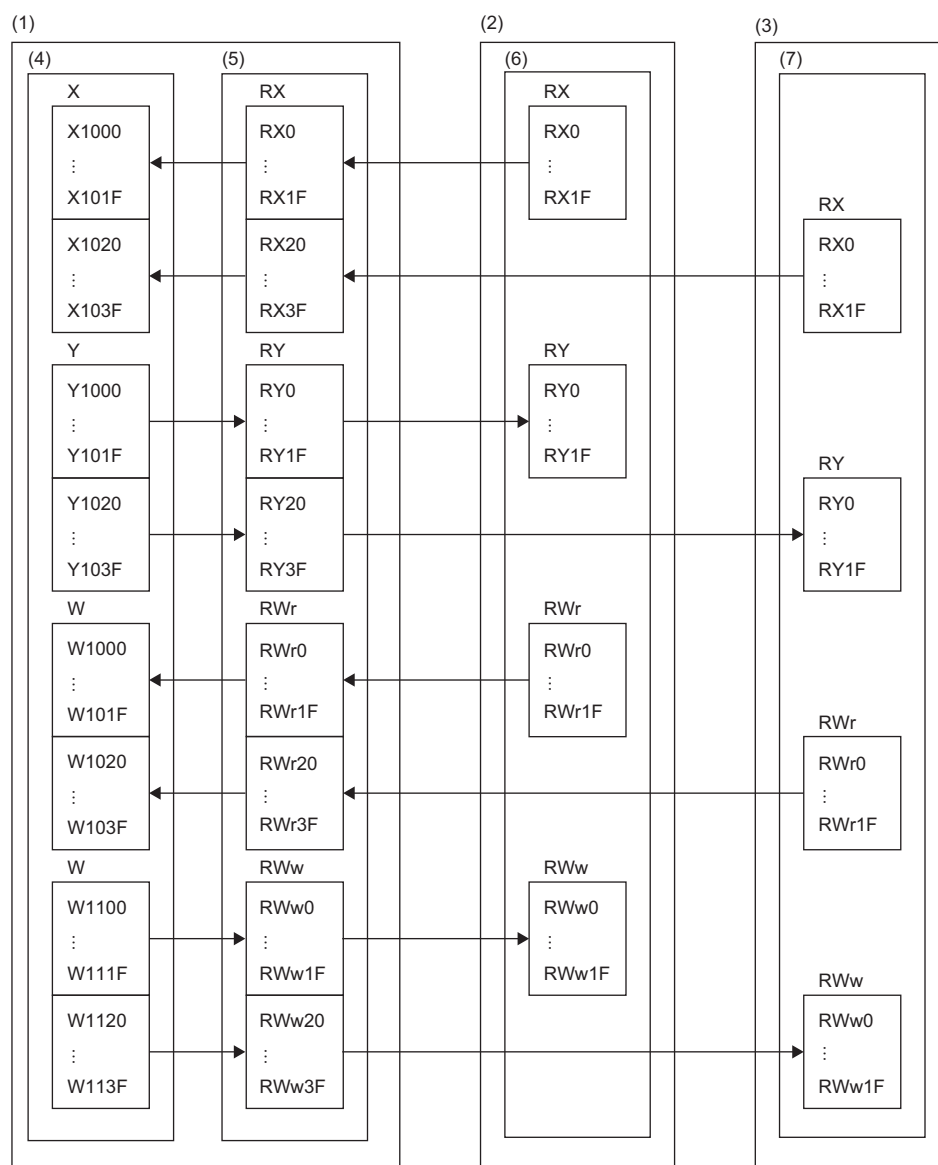 (1)
(2)
(3)
(4)
(5)
(6)
(7)
X
RX
RX
X1000
RX0
RX0
⋮
⋮
⋮
X101F
RX1F
RX1F
RX
X1020
RX20
RX0
⋮
⋮
⋮
X103F
RX3F
RX1F
Y
RY
RY
Y1000
RY0
RY0
⋮
⋮
⋮
Y101F
RY1F
RY1F
RY
Y1020
RY20
RY0
⋮
⋮
⋮
Y103F
RY3F
RY1F
W
RWr
RWr
W1000
RWr0
RWr0
⋮
⋮
⋮
W101F
RWr1F
RWr1F
RWr
W1020
RWr20
RWr0
⋮
⋮
⋮
W103F
RWr3F
RWr1F
W
RWw
RWw
W1100
RWw0
RWw0
⋮
⋮
⋮
W111F
RWw1F
RWw1F
RWw
W1120
RWw20
RWw0
⋮
⋮
⋮
W113F
RWw3F
RWw1F